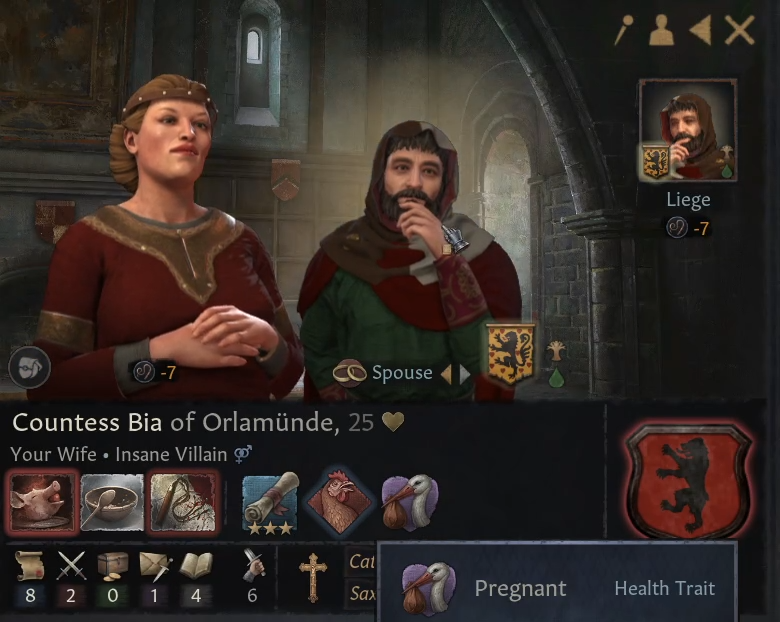 Liege
-7
-7
Spouse
Countess Bia of Orlamünde, 25
Your Wife • Insane Villain
8 2 0 1 4 6
Cat
Sax
Pregnant Health Trait